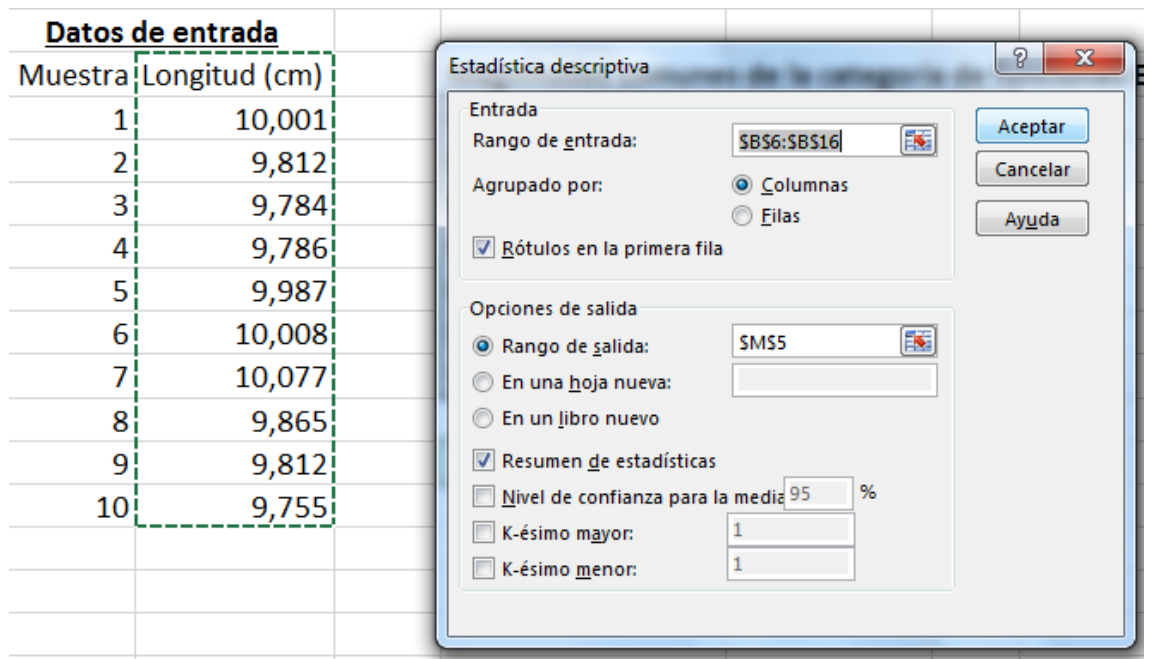 Datos de entrada
Muestra Longitud (cm)
1 10,001
2 9,812
3 9,784
4 9,786
5 9,987
6 10,008
7 10,077
8 9,865
9 9,812
10 9,755
Estadística descriptiva
Entrada
Rango de entrada: $B$6:$B$16
Agrupado por: Columnas
Filas
Rótulos en la primera fila
Aceptar
Cancelar
Ayuda
Opciones de salida
Rango de salida: $M$5
En una hoja nueva:
En un libro nuevo
Resumen de estadísticas
Nivel de confianza para la media 95 %
K-ésimo mayor: 1
K-ésimo menor: 1